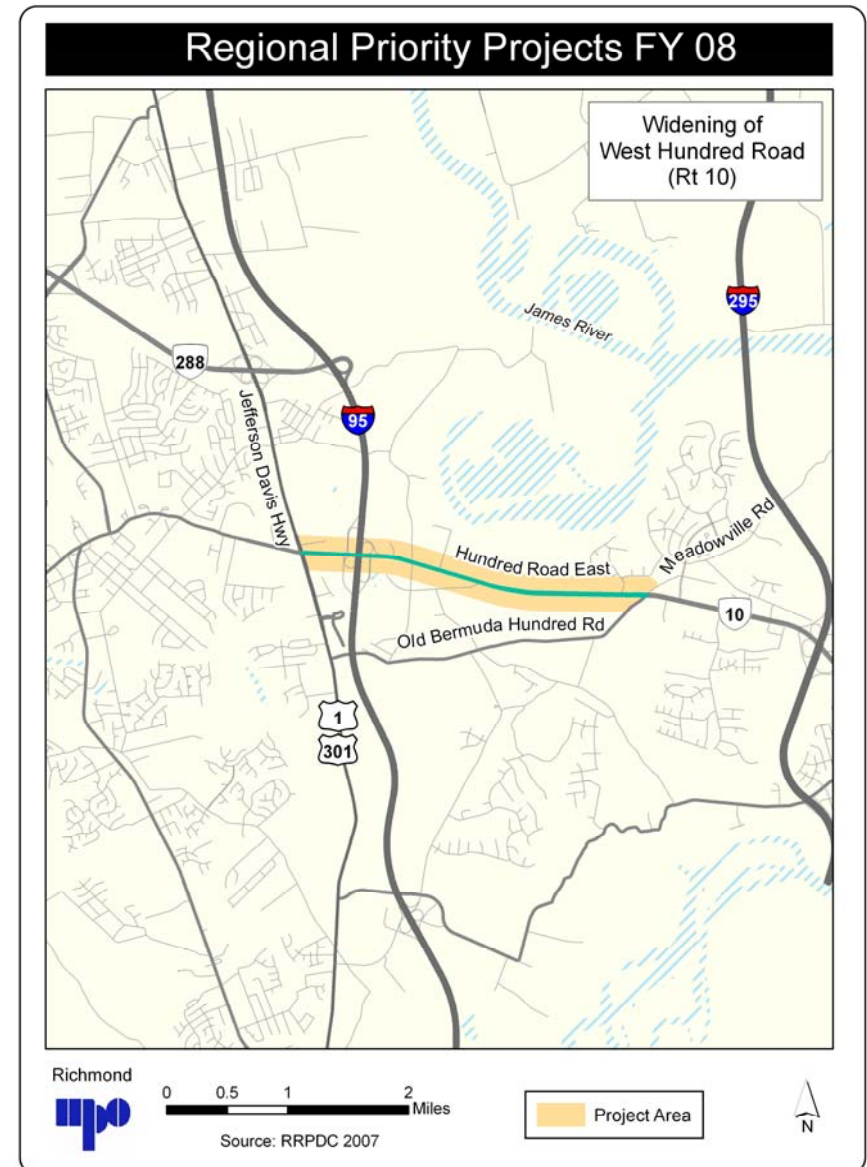 Regional Priority Projects FY 08
Widening of
West Hundred Road
(Rt 10)
295
James River
288
Jefferson Davis Hwy
95
Meadowville Rd
Hundred Road East
10
Old Bermuda Hundred Rd
1
301
Richmond
mpo
0 0.5 1 2
Miles
Source: RRPDC 2007
Project Area
N